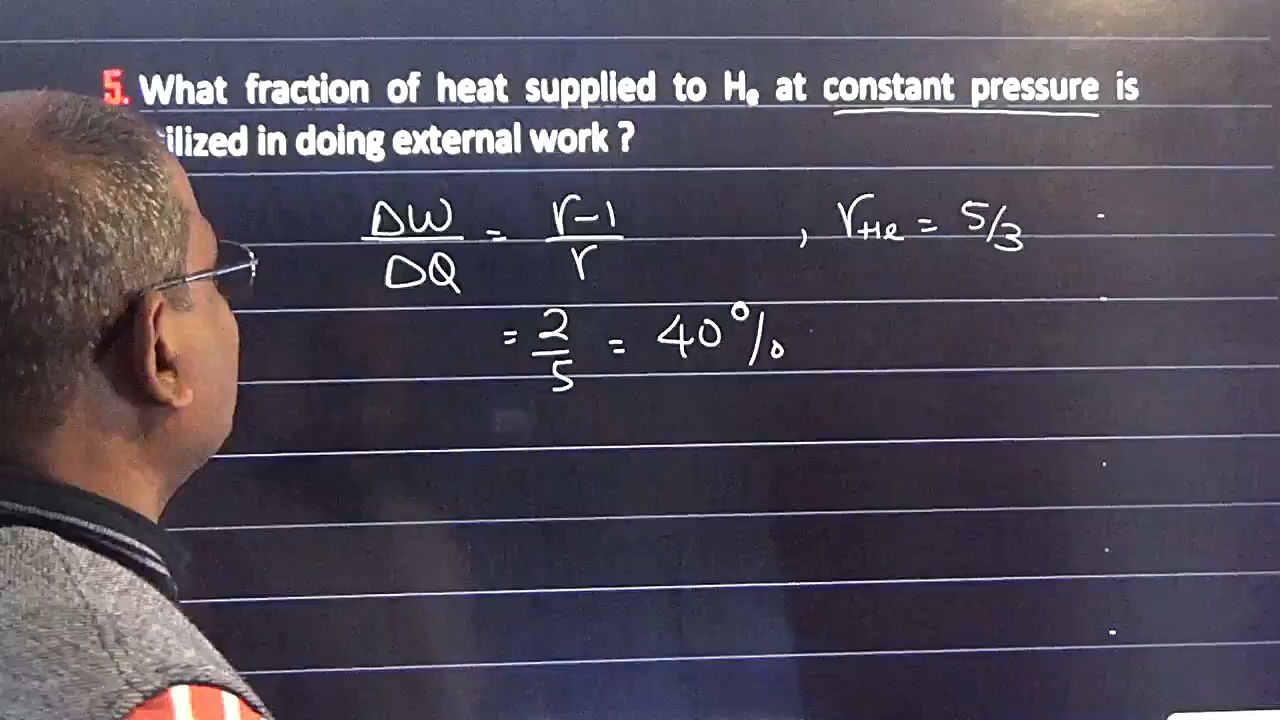 5. What fraction of heat supplied to He at constant pressure is
ilized in doing external work ?
ΔW/ΔQ = r-1/r , rHe = 5/3
= 2/5 = 40%